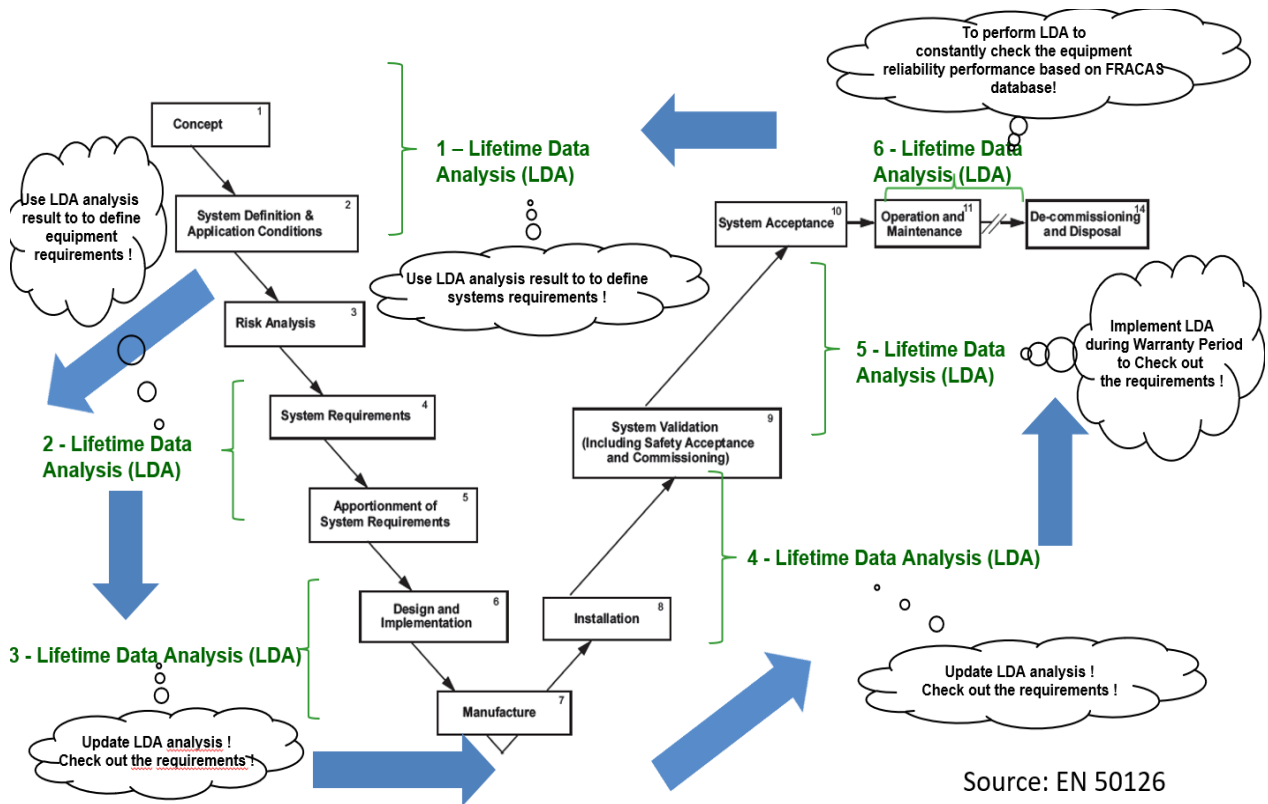 To perform LDA to
constantly check the equipment
reliability performance based on FRACAS
database!
1
Concept
1 – Lifetime Data
Analysis (LDA)
6 - Lifetime Data
Analysis (LDA)
Use LDA analysis
result to to define
equipment
requirements !
2
System Definition &
Application Conditions
10
System Acceptance
11
Operation and
Maintenance
14
De-commissioning
and Disposal
Use LDA analysis result to to define
systems requirements !
3
Risk Analysis
5 - Lifetime Data
Analysis (LDA)
Implement LDA
during Warranty Period
to Check out
the requirements !
4
System Requirements
2 - Lifetime Data
Analysis (LDA)
9
System Validation
(Including Safety Acceptance
and Commissioning)
5
Apportionment of
System Requirements
4 - Lifetime Data Analysis (LDA)
6
Design and
Implementation
8
Installation
3 - Lifetime Data Analysis (LDA)
Update LDA analysis !
Check out the requirements !
7
Manufacture
Update LDA analysis !
Check out the requirements !
Source: EN 50126